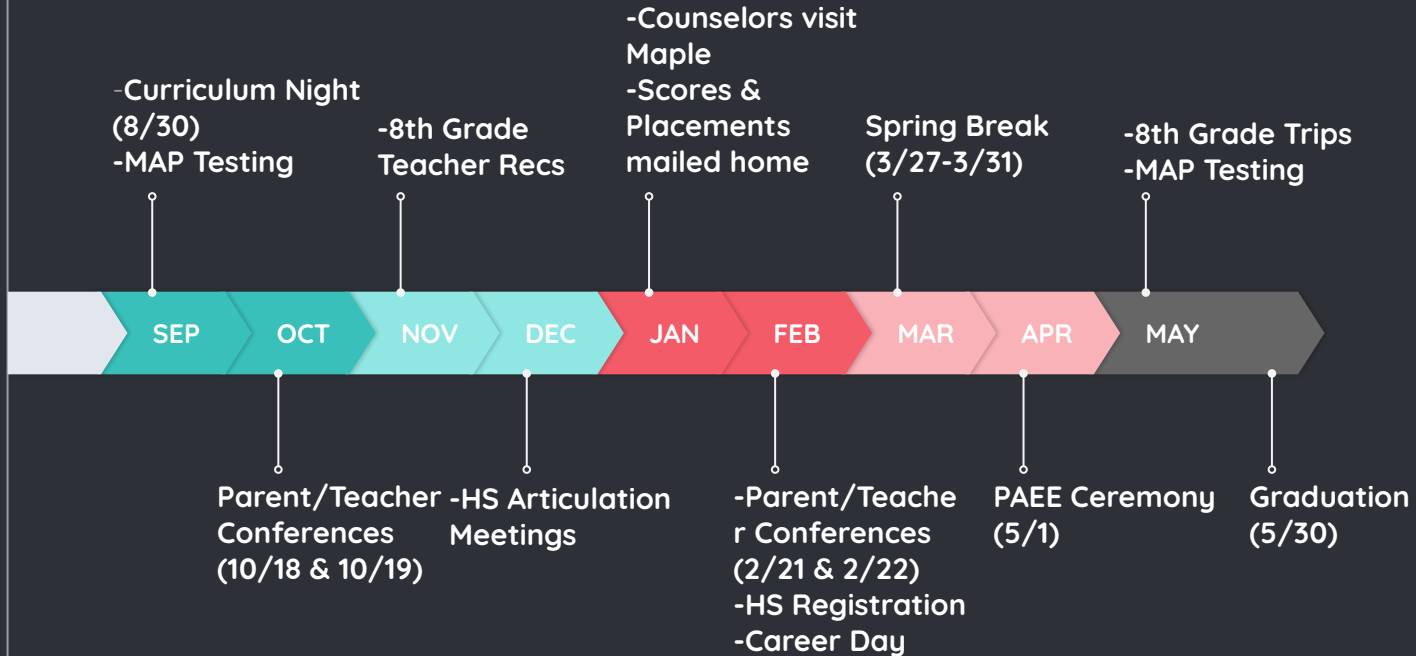 -Curriculum Night
(8/30)
-MAP Testing
-8th Grade
Teacher Recs
-Counselors visit
Maple
-Scores &
Placements
mailed home
Spring Break
(3/27-3/31)
-8th Grade Trips
-MAP Testing
SEP
OCT
NOV
DEC
JAN
FEB
MAR
APR
MAY
Parent/Teacher
Conferences
(10/18 & 10/19)
-HS Articulation
Meetings
-Parent/Teache
r Conferences
(2/21 & 2/22)
-HS Registration
-Career Day
PAEE Ceremony
(5/1)
Graduation
(5/30)